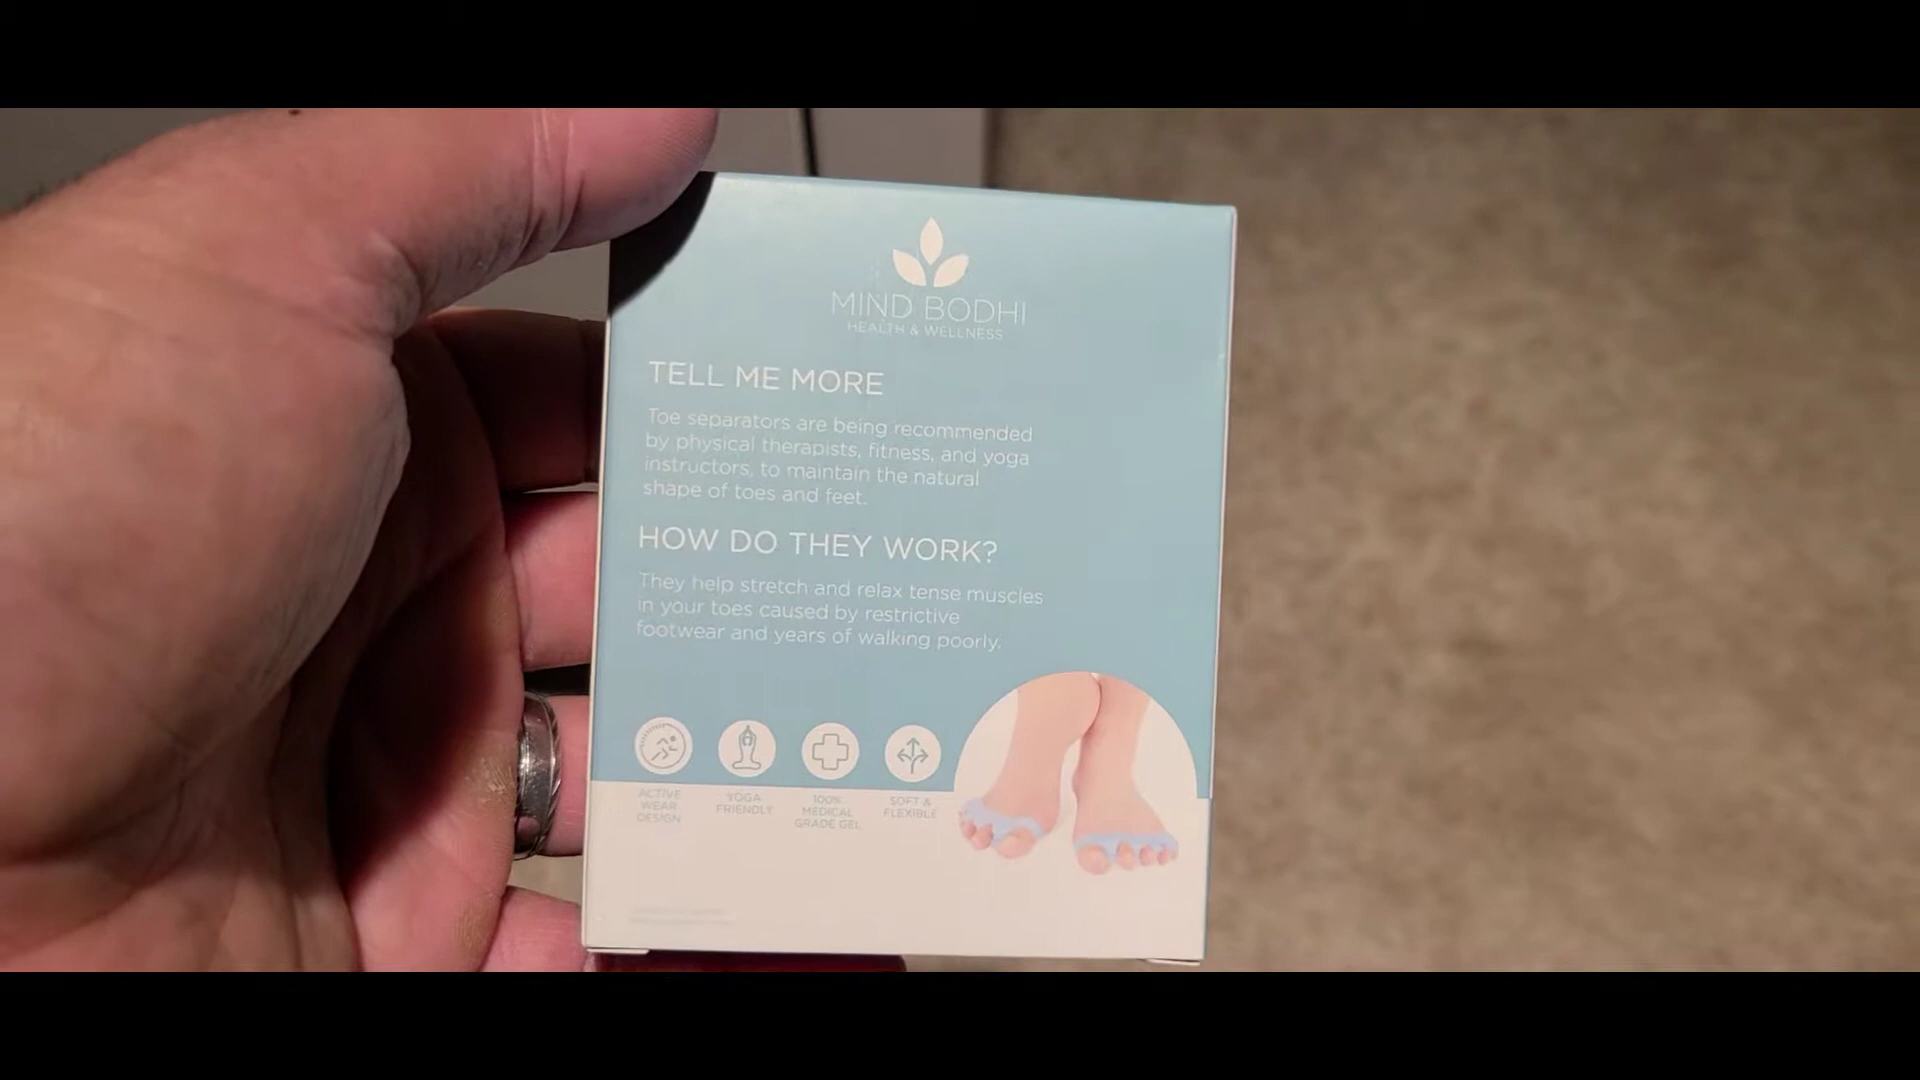 MIND BODHI
HEALTH & WELLNESS
TELL ME MORE
Toe separators are being recommended
by physical therapists, fitness, and yoga
instructors, to maintain the natural
shape of toes and feet.
HOW DO THEY WORK?
They help stretch and relax tense muscles
in your toes caused by restrictive
footwear and years of walking poorly.
ACTIVE
WEAR
DESIGN
YOGA
FRIENDLY
100%
MEDICAL
GRADE GEL
SOFT &
FLEXIBLE